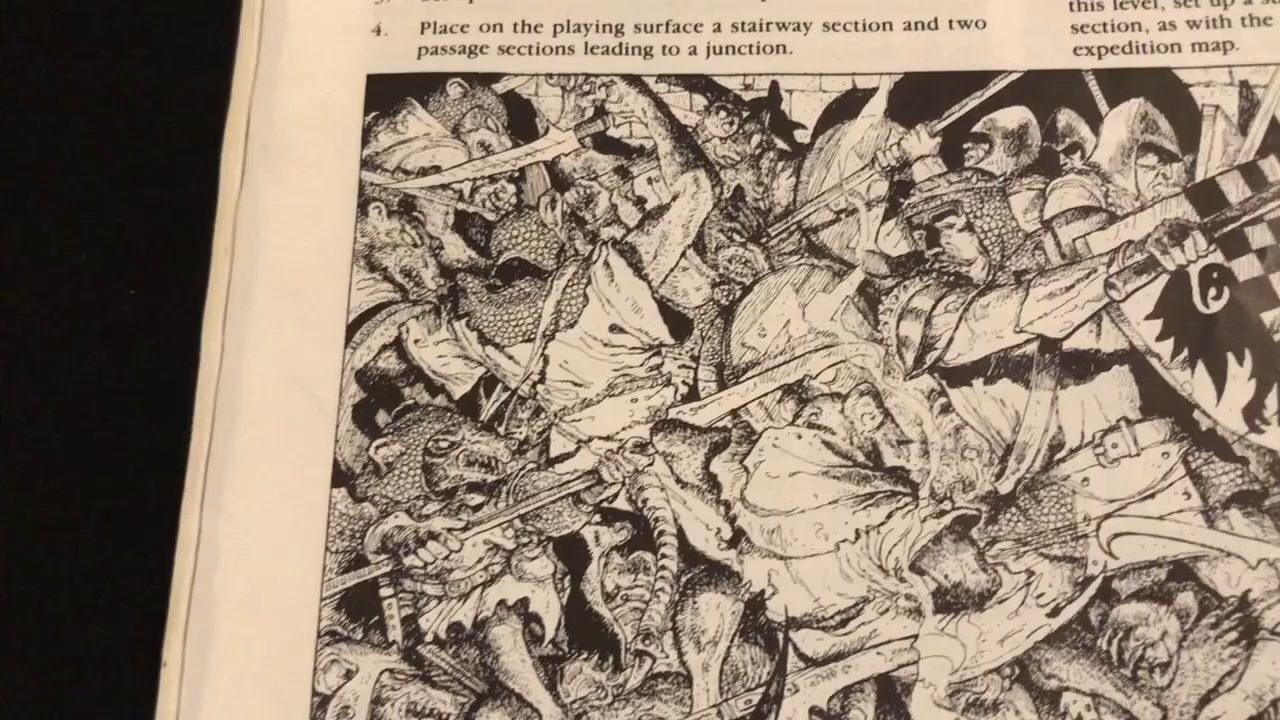 4. Place on the playing surface a stairway section and two
passage sections leading to a junction.
this level, set up a
section, as with the
expedition map.